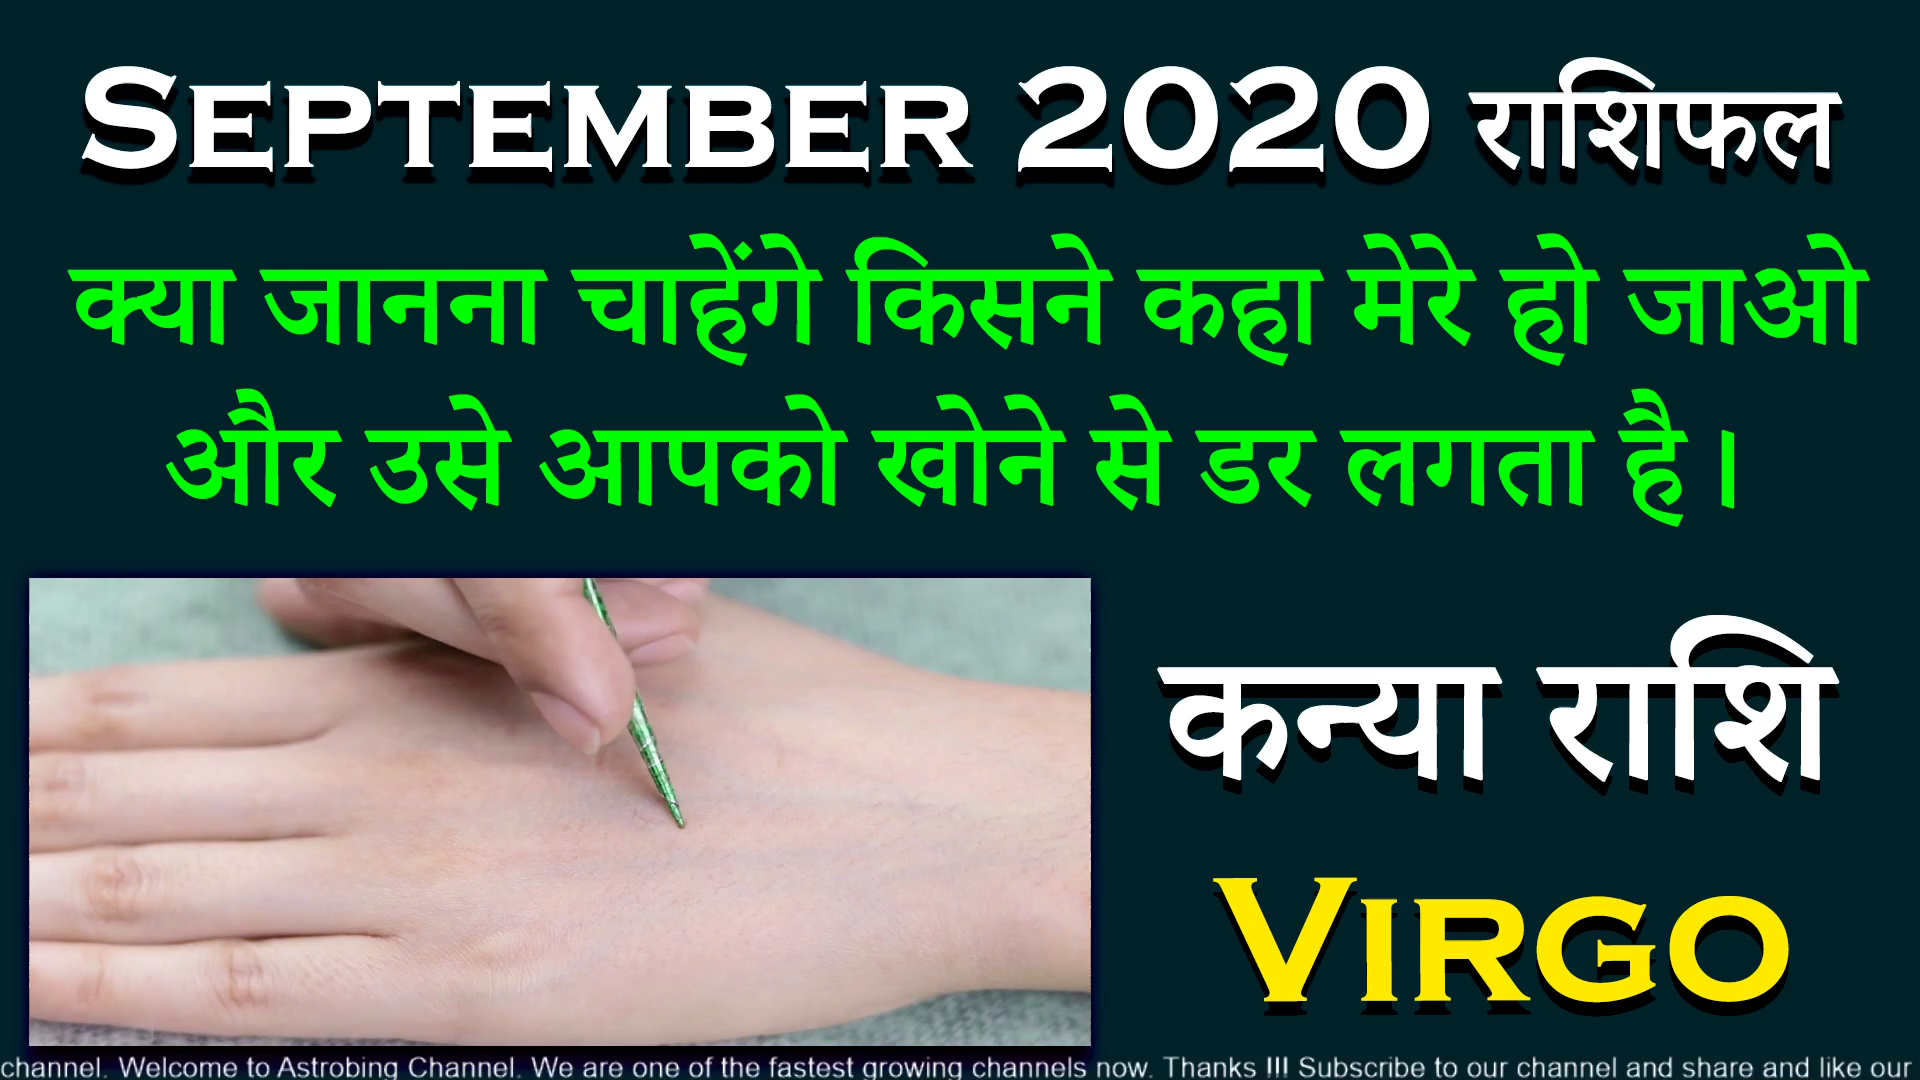 September 2020 राशिफल
क्या जानना चाहेंगे किसने कहा मेरे हो जाओ
और उसे आपको खोने से डर लगता है।
कन्या राशि
Virgo
channel. Welcome to Astrobing Channel. We are one of the fastest growing channels now. Thanks !!! Subscribe to our channel and share and like our